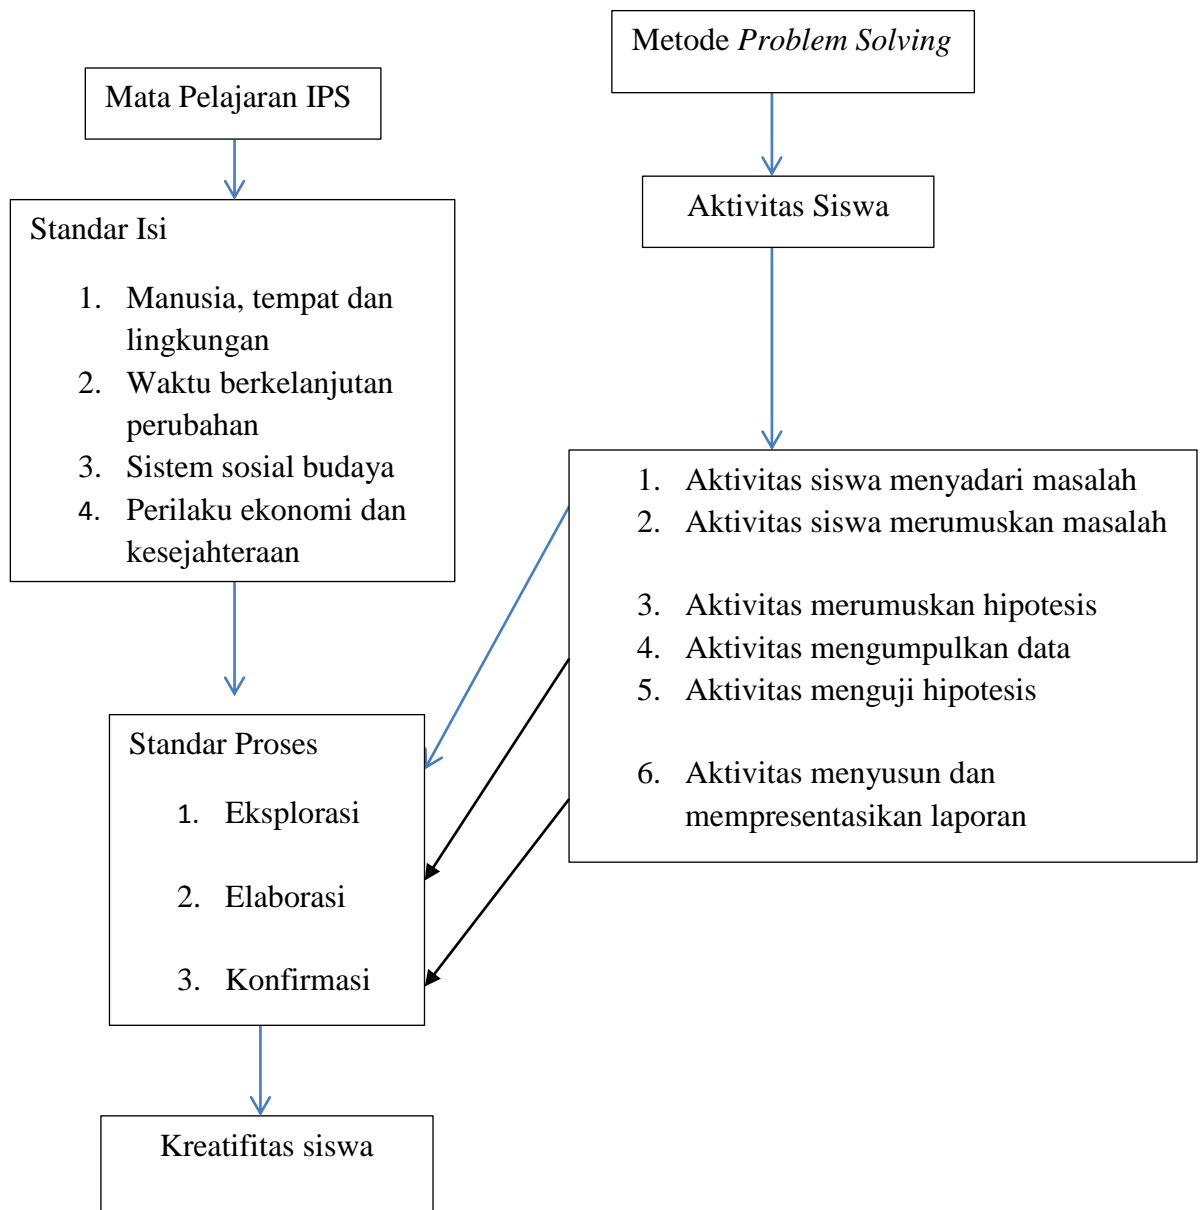 Metode Problem Solving
Mata Pelajaran IPS
Aktivitas Siswa
Standar Isi
1. Manusia, tempat dan
lingkungan
2. Waktu berkelanjutan
perubahan
3. Sistem sosial budaya
4. Perilaku ekonomi dan
kesejahteraan
1. Aktivitas siswa menyadari masalah
2. Aktivitas siswa merumuskan masalah
3. Aktivitas merumuskan hipotesis
4. Aktivitas mengumpulkan data
5. Aktivitas menguji hipotesis
6. Aktivitas menyusun dan
mempresentasikan laporan
Standar Proses
1. Eksplorasi
2. Elaborasi
3. Konfirmasi
Kreatifitas siswa